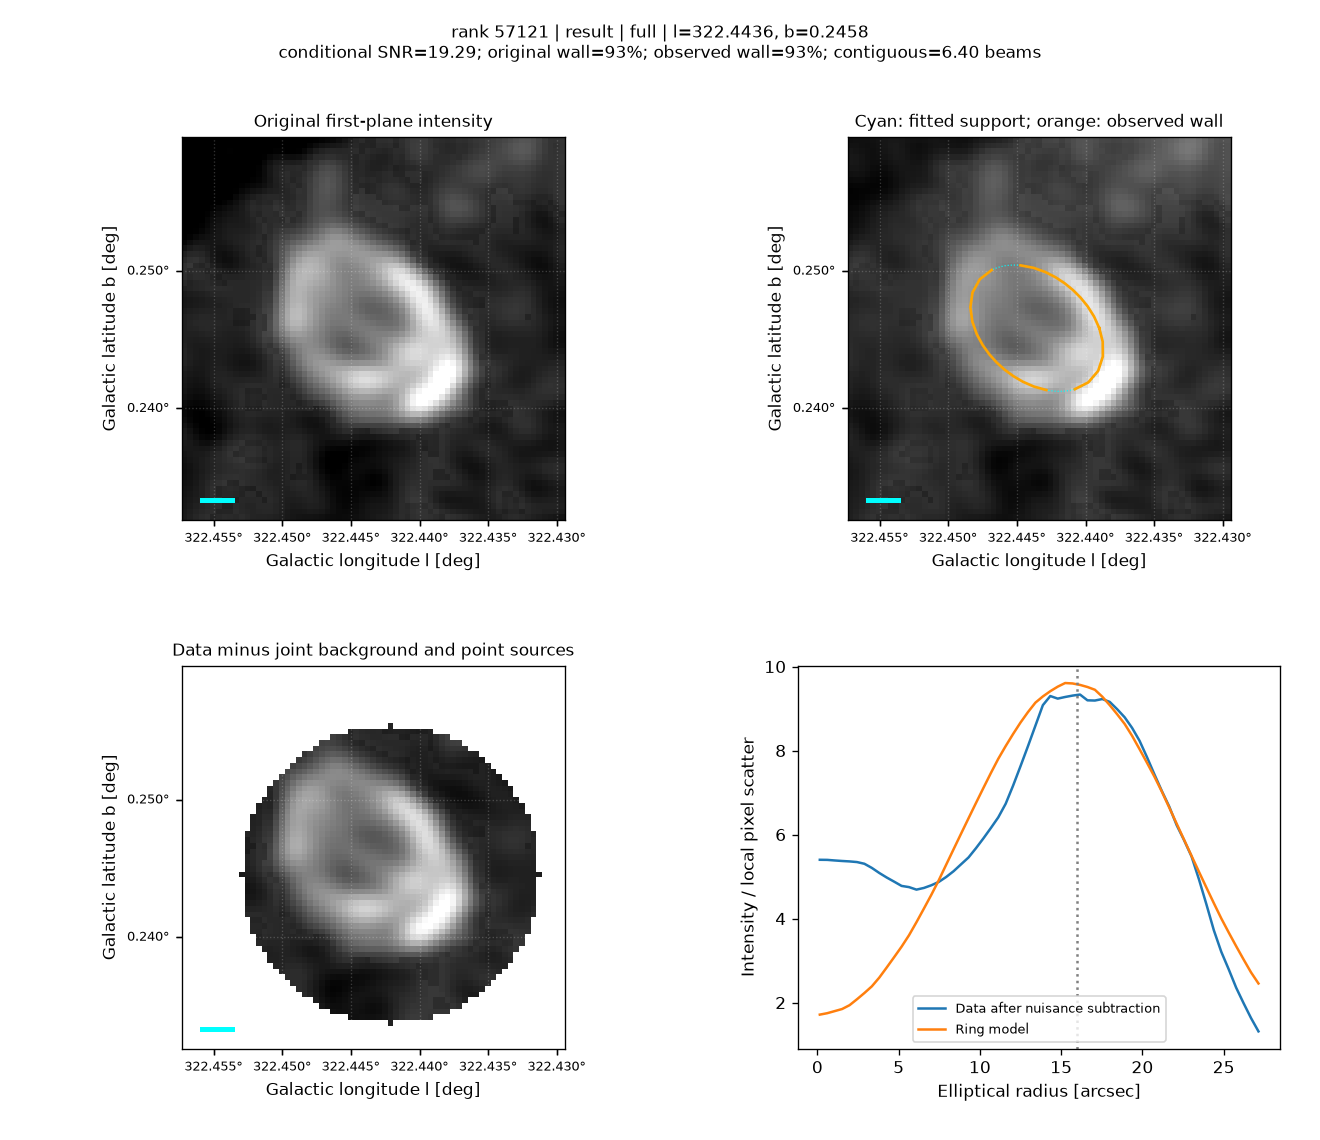 rank 57121 | result | full | l=322.4436, b=0.2458
conditional SNR=19.29; original wall=93%; observed wall=93%; contiguous=6.40 beams
Original first-plane intensity
Galactic latitude b [deg]
0.250°
0.240°
322.455° 322.450° 322.445° 322.440° 322.435° 322.430°
Galactic longitude l [deg]
Cyan: fitted support; orange: observed wall
Galactic latitude b [deg]
0.250°
0.240°
322.455° 322.450° 322.445° 322.440° 322.435° 322.430°
Galactic longitude l [deg]
Data minus joint background and point sources
Galactic latitude b [deg]
0.250°
0.240°
322.455° 322.450° 322.445° 322.440° 322.435° 322.430°
Galactic longitude l [deg]
Intensity / local pixel scatter
10
8
6
4
2
Data after nuisance subtraction
Ring model
0 5 10 15 20 25
Elliptical radius [arcsec]